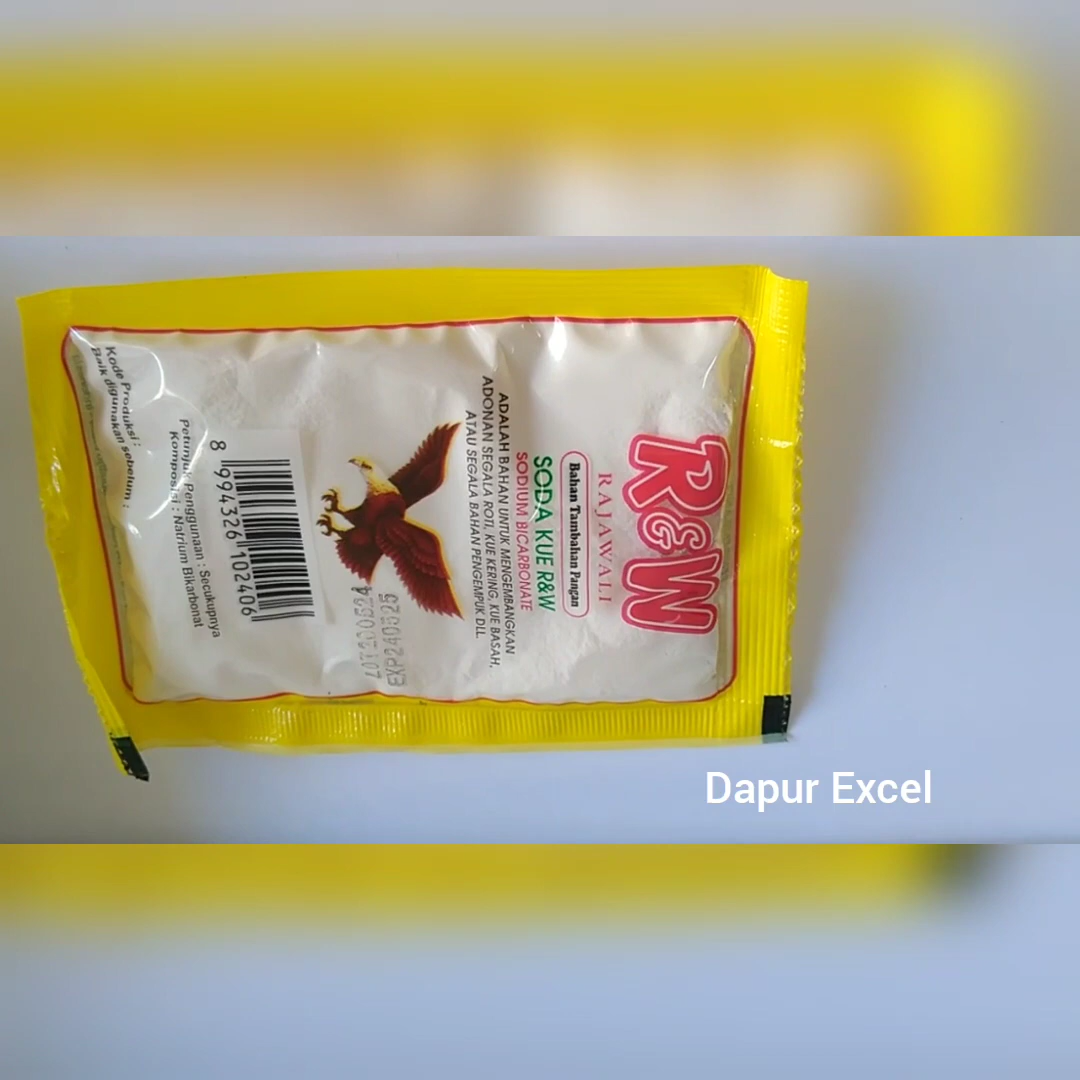 R&W
RAJAWALI
Bahan Tambahan Pangan
SODA KUE R&W
SODIUM BICARBONATE
ADALAH BAHAN UNTUK MENGEMBANGKAN
ADONAN SEGALA ROTI, KUE KERING, KUE BASAH,
ATAU SEGALA BAHAN PENGEMPUK DLL.
EXP240525
8 994326 102406
Petunjuk Penggunaan : Secukupnya
Komposisi : Natrium Bikarbonat
Kode Produksi :
Baik digunakan sebelum :
Dapur Excel